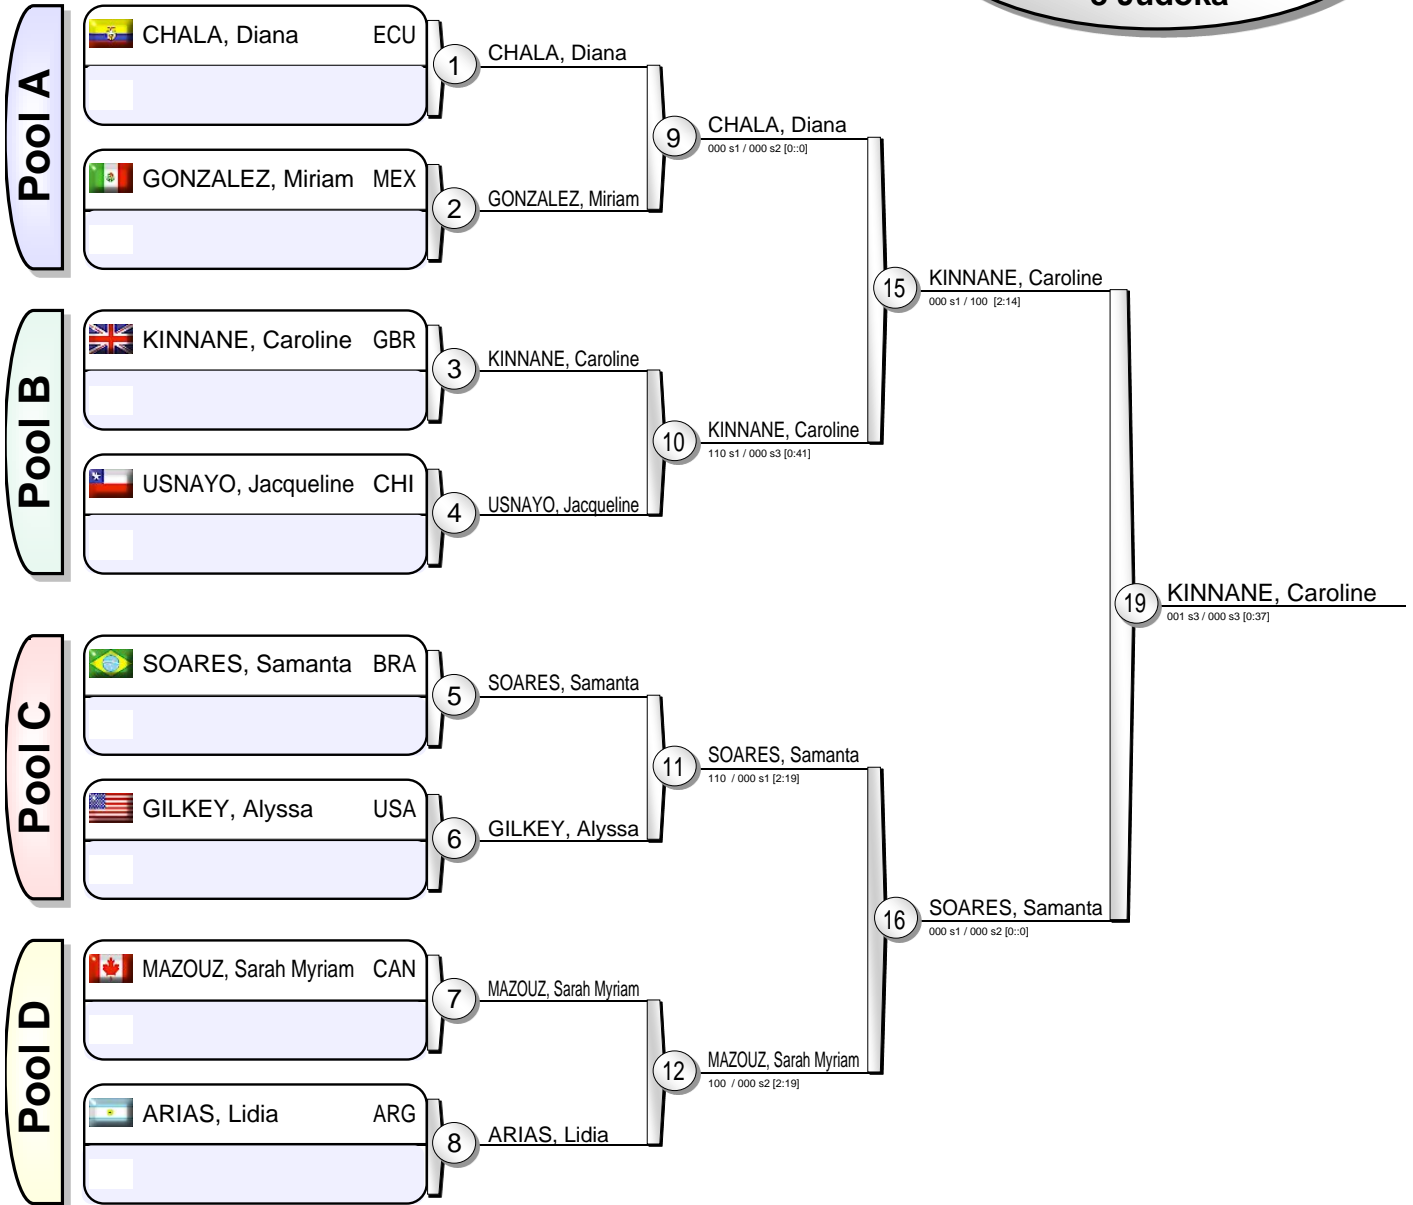 8 Judoka
Pool A
CHALA, Diana ECU
1
CHALA, Diana
GONZALEZ, Miriam MEX
2
GONZALEZ, Miriam
9
CHALA, Diana
000 s1 / 000 s2 [0::0]
Pool B
KINNANE, Caroline GBR
3
KINNANE, Caroline
USNAYO, Jacqueline CHI
4
USNAYO, Jacqueline
10
KINNANE, Caroline
110 s1 / 000 s3 [0:41]
15
KINNANE, Caroline
000 s1 / 100 [2:14]
Pool C
SOARES, Samanta BRA
5
SOARES, Samanta
GILKEY, Alyssa USA
6
GILKEY, Alyssa
11
SOARES, Samanta
110 / 000 s1 [2:19]
Pool D
MAZOUZ, Sarah Myriam CAN
7
MAZOUZ, Sarah Myriam
ARIAS, Lidia ARG
8
ARIAS, Lidia
12
MAZOUZ, Sarah Myriam
100 / 000 s2 [2:19]
16
SOARES, Samanta
000 s1 / 000 s2 [0::0]
19
KINNANE, Caroline
001 s3 / 000 s3 [0:37]